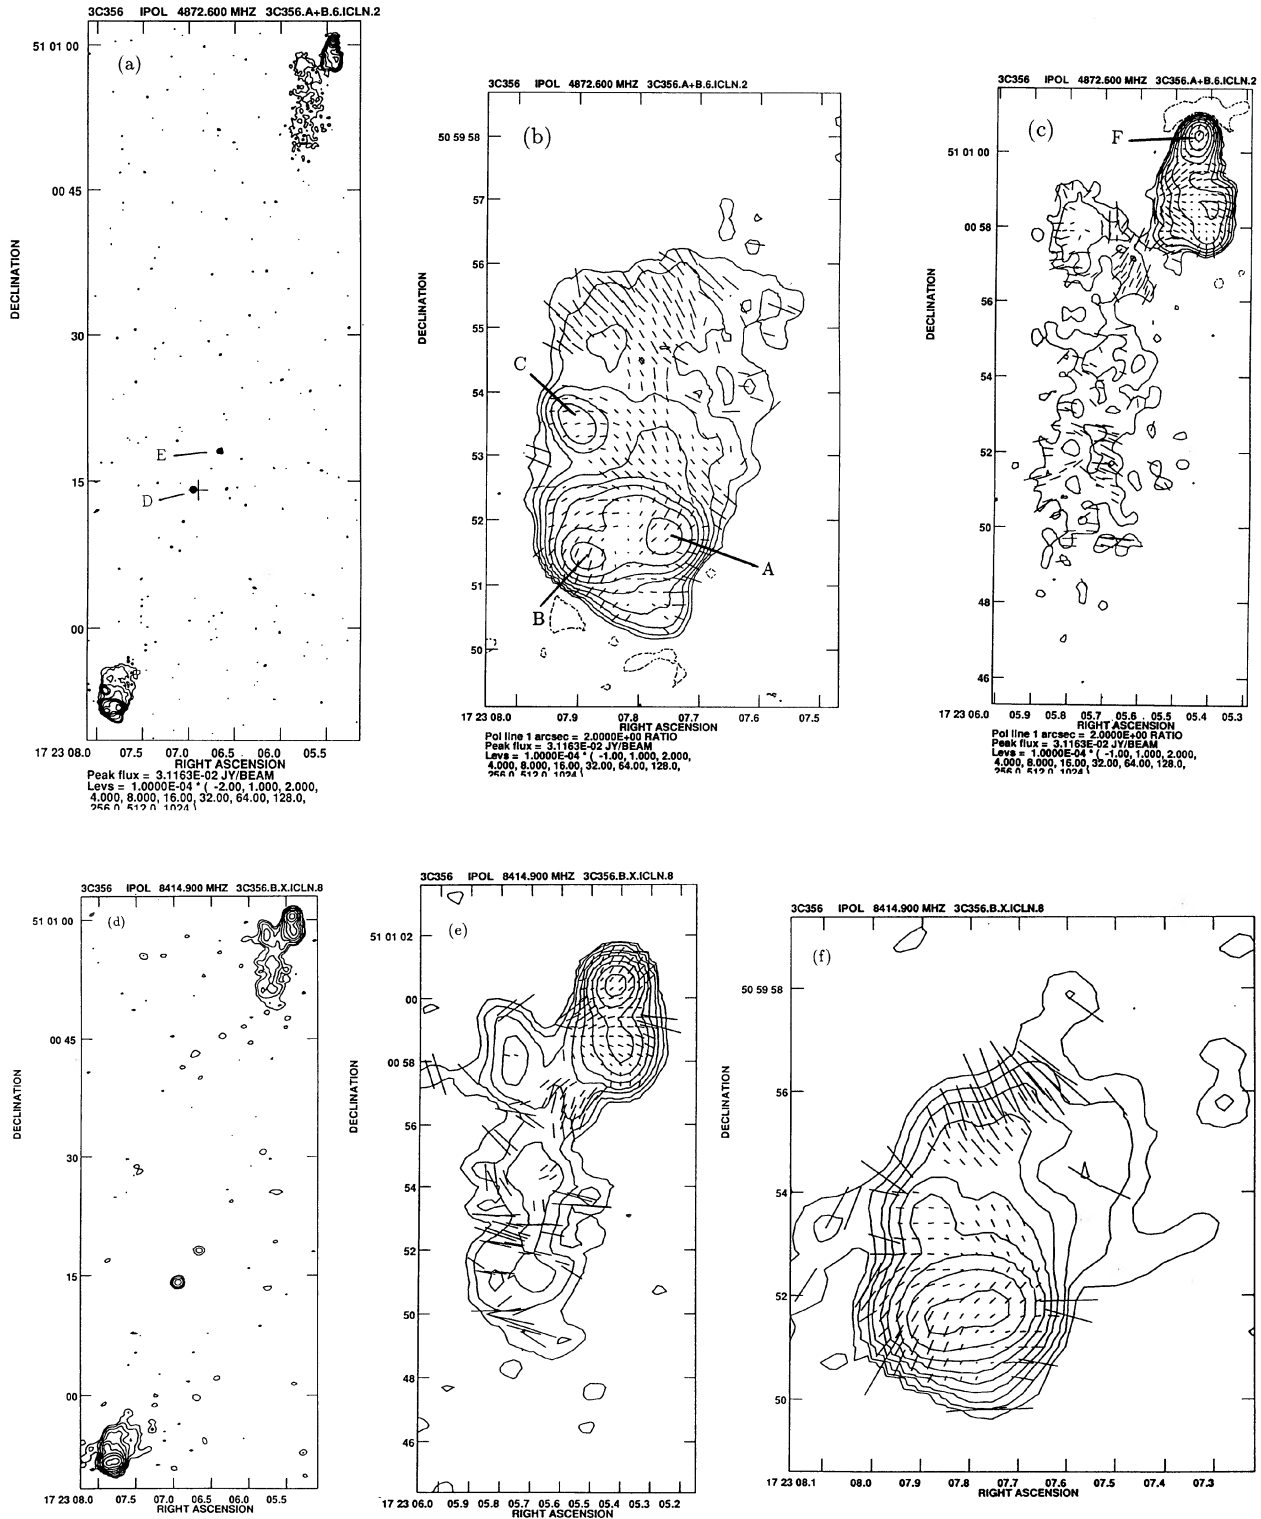 3C356 IPOL 4872.600 MHZ 3C356.A+B.6.ICLN.2
(a)
51 01 00
00 45
30
15
00
DECLINATION
E
D
17 23 08.0 07.5 07.0 06.5 06.0 05.5
RIGHT ASCENSION
Peak flux = 3.1163E-02 JY/BEAM
Levs = 1.0000E-04 * ( -2.00, 1.000, 2.000,
4.000, 8.000, 16.00, 32.00, 64.00, 128.0,
256.0, 512.0, 1024 )
3C356 IPOL 4872.600 MHZ 3C356.A+B.6.ICLN.2
(b)
50 59 58
57
56
55
54
53
52
51
50
DECLINATION
C
A
B
17 23 08.0 07.9 07.8 07.7 07.6 07.5
RIGHT ASCENSION
Pol line 1 arcsec = 2.0000E+00 RATIO
Peak flux = 3.1163E-02 JY/BEAM
Levs = 1.0000E-04 * ( -1.00, 1.000, 2.000,
4.000, 8.000, 16.00, 32.00, 64.00, 128.0,
256.0, 512.0, 1024 )
3C356 IPOL 4872.600 MHZ 3C356.A+B.6.ICLN.2
(c)
F
51 01 00
00 58
56
54
52
50
48
46
DECLINATION
17 23 06.0 05.9 05.8 05.7 05.6 05.5 05.4 05.3
RIGHT ASCENSION
Pol line 1 arcsec = 2.0000E+00 RATIO
Peak flux = 3.1163E-02 JY/BEAM
Levs = 1.0000E-04 * ( -1.00, 1.000, 2.000,
4.000, 8.000, 16.00, 32.00, 64.00, 128.0,
256.0, 512.0, 1024 )
3C356 IPOL 8414.900 MHZ 3C356.B.X.ICLN.8
(d)
51 01 00
00 45
30
15
00
DECLINATION
17 23 08.0 07.5 07.0 06.5 06.0 05.5
RIGHT ASCENSION
3C356 IPOL 8414.900 MHZ 3C356.B.X.ICLN.8
(e)
51 01 02
00
00 58
56
54
52
50
48
46
DECLINATION
17 23 06.0 05.9 05.8 05.7 05.6 05.5 05.4 05.3 05.2
RIGHT ASCENSION
3C356 IPOL 8414.900 MHZ 3C356.B.X.ICLN.8
(f)
50 59 58
56
54
52
50
DECLINATION
17 23 08.1 08.0 07.9 07.8 07.7 07.6 07.5 07.4 07.3
RIGHT ASCENSION